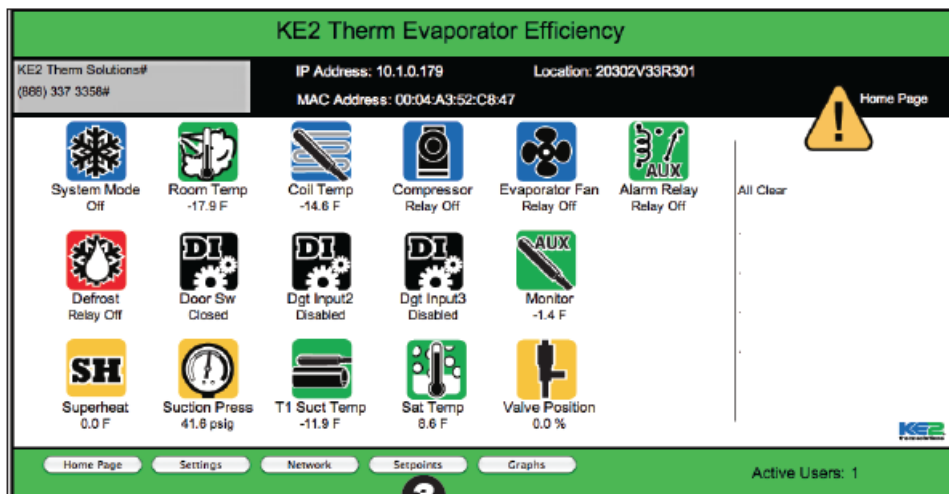 KE2 Therm Evaporator Efficiency
KE2 Therm Solutions#
(888) 337 3358#
IP Address: 10.1.0.179
Location: 20302V33R301
MAC Address: 00:04:A3:52:C8:47
Home Page
!
AUX
System Mode
Off
Room Temp
-17.9 F
Coil Temp
-14.6 F
Compressor
Relay Off
Evaporator Fan
Relay Off
Alarm Relay
Relay Off
All Clear
DI
DI
DI
AUX
Defrost
Relay Off
Door Sw
Closed
Dgt Input2
Disabled
Dgt Input3
Disabled
Monitor
-1.4 F
SH
Superheat
0.0 F
Suction Press
41.6 psig
T1 Suct Temp
-11.9 F
Sat Temp
8.6 F
Valve Position
0.0 %
KE2
Home Page
Settings
Network
Setpoints
Graphs
Active Users: 1